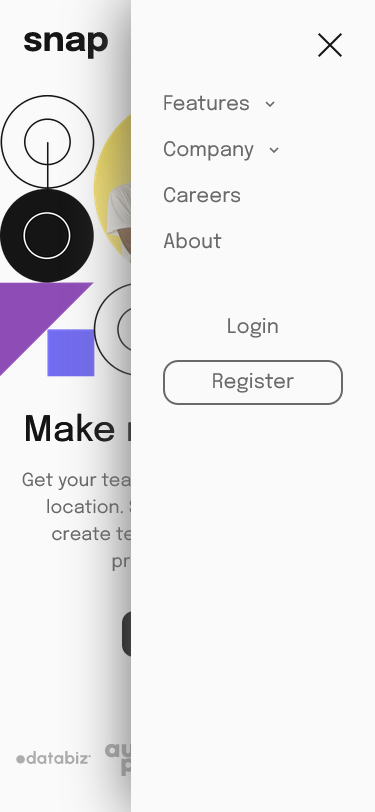 snap
Features
Company
Careers
About
Login
Register
Make
Get your tea
location.
create te
pr
databiz
au
p